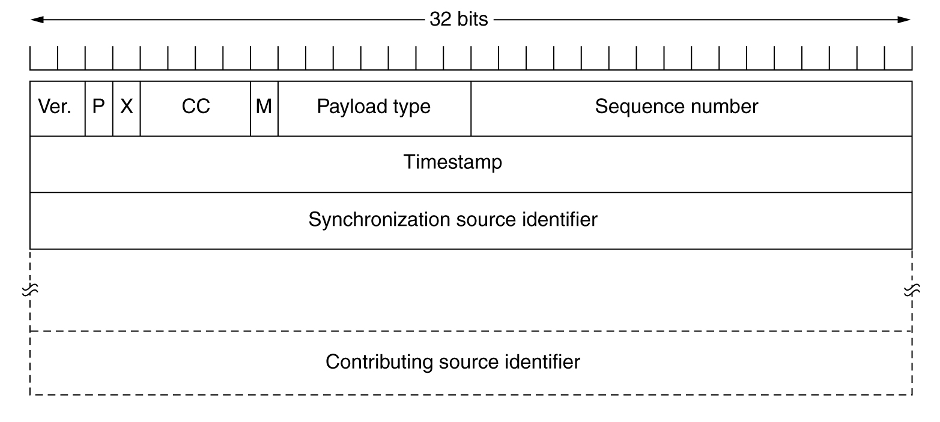 32 bits
Ver. P X CC M Payload type Sequence number
Timestamp
Synchronization source identifier
Contributing source identifier